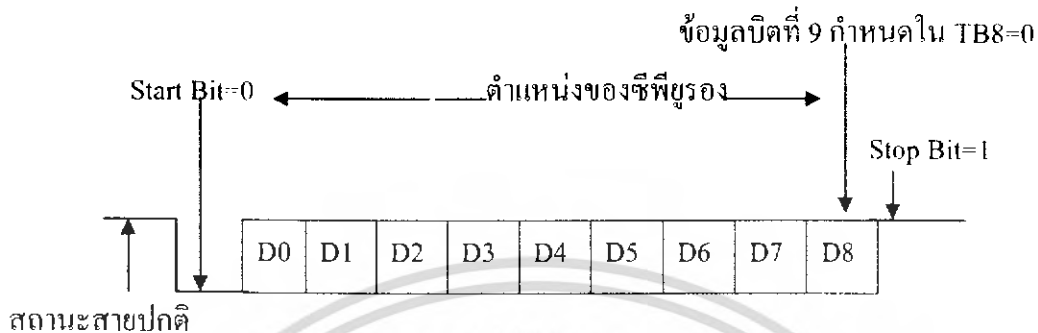 ข้อมูลบิตที่ 9 กำหนดใน TB8=0
Start Bit=0
ตำแหน่งของซีพียูรอง
Stop Bit=1
D0 D1 D2 D3 D4 D5 D6 D7 D8
สถานะสายปกติ